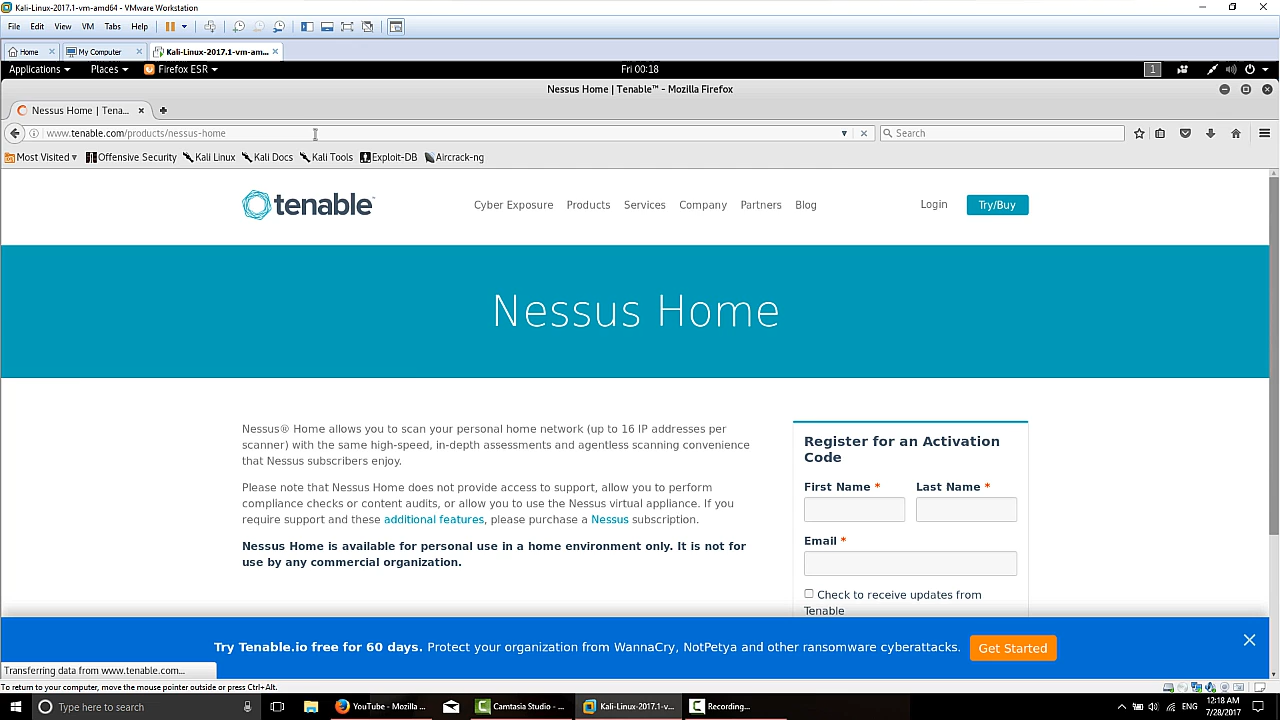 Kali-Linux-2017.1-vm-amd64 - VMware Workstation
File Edit View VM Tabs Help
Home My Computer Kali-Linux-2017.1-vm-am...
Applications Places Firefox ESR Fri 00:18 1
Nessus Home | Tenable™ - Mozilla Firefox
Nessus Home | Tena...
www.tenable.com/products/nessus-home Search
Most Visited Offensive Security Kali Linux Kali Docs Kali Tools Exploit-DB Aircrack-ng
tenable™ Cyber Exposure Products Services Company Partners Blog Login Try/Buy
Nessus Home
Nessus® Home allows you to scan your personal home network (up to 16 IP addresses per
scanner) with the same high-speed, in-depth assessments and agentless scanning convenience
that Nessus subscribers enjoy.
Please note that Nessus Home does not provide access to support, allow you to perform
compliance checks or content audits, or allow you to use the Nessus virtual appliance. If you
require support and these additional features, please purchase a Nessus subscription.
Nessus Home is available for personal use in a home environment only. It is not for
use by any commercial organization.
Register for an Activation
Code
First Name * Last Name *
Email *
Check to receive updates from
Tenable
Try Tenable.io free for 60 days. Protect your organization from WannaCry, NotPetya and other ransomware cyberattacks. Get Started
Transferring data from www.tenable.com...
To return to your computer, move the mouse pointer outside or press Ctrl+Alt.
Type here to search YouTube - Mozilla ... Camtasia Studio - ... Kali-Linux-2017.1-v... Recording... ENG 12:18 AM
7/28/2017